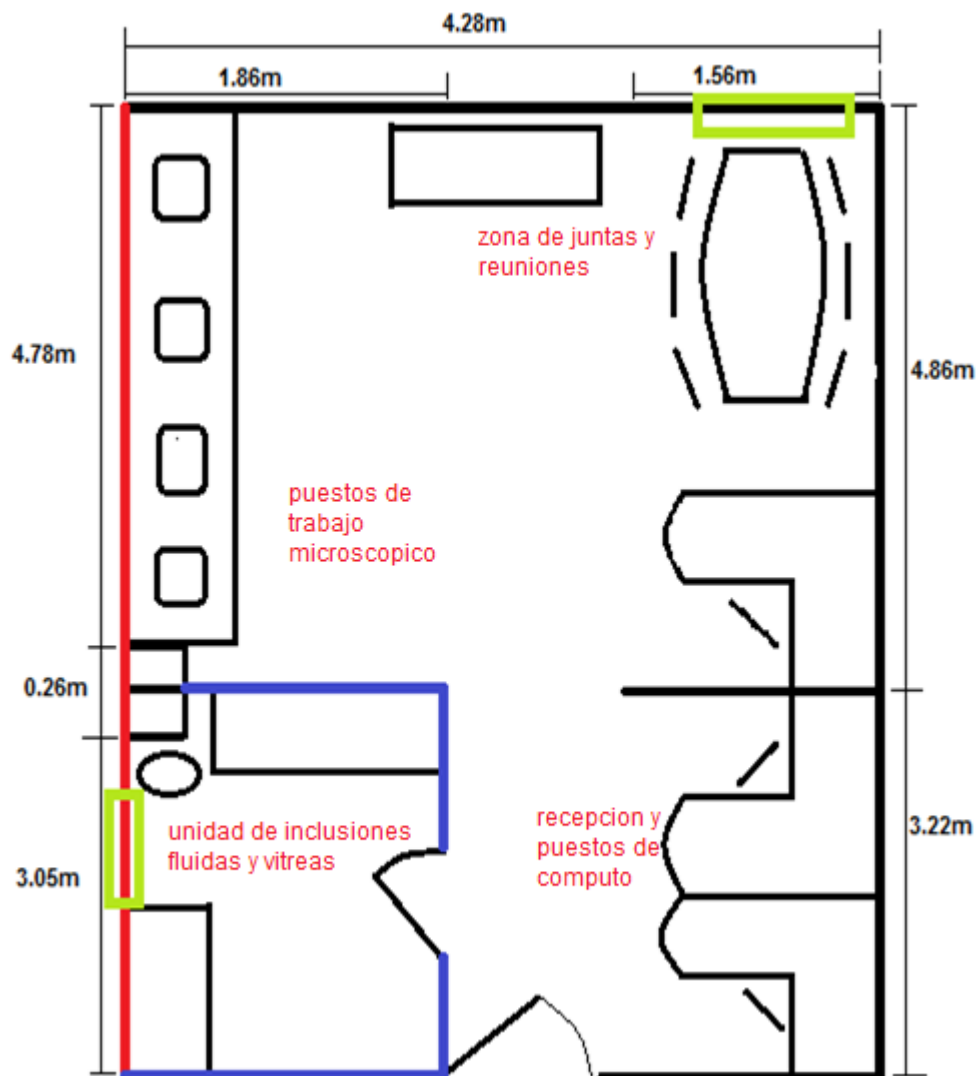 4.28m
1.86m
1.56m
zona de juntas y
reuniones
4.78m
4.86m
puestos de
trabajo
microscopico
0.26m
unidad de inclusiones
fluidas y vitreas
recepcion y
puestos de
computo
3.22m
3.05m